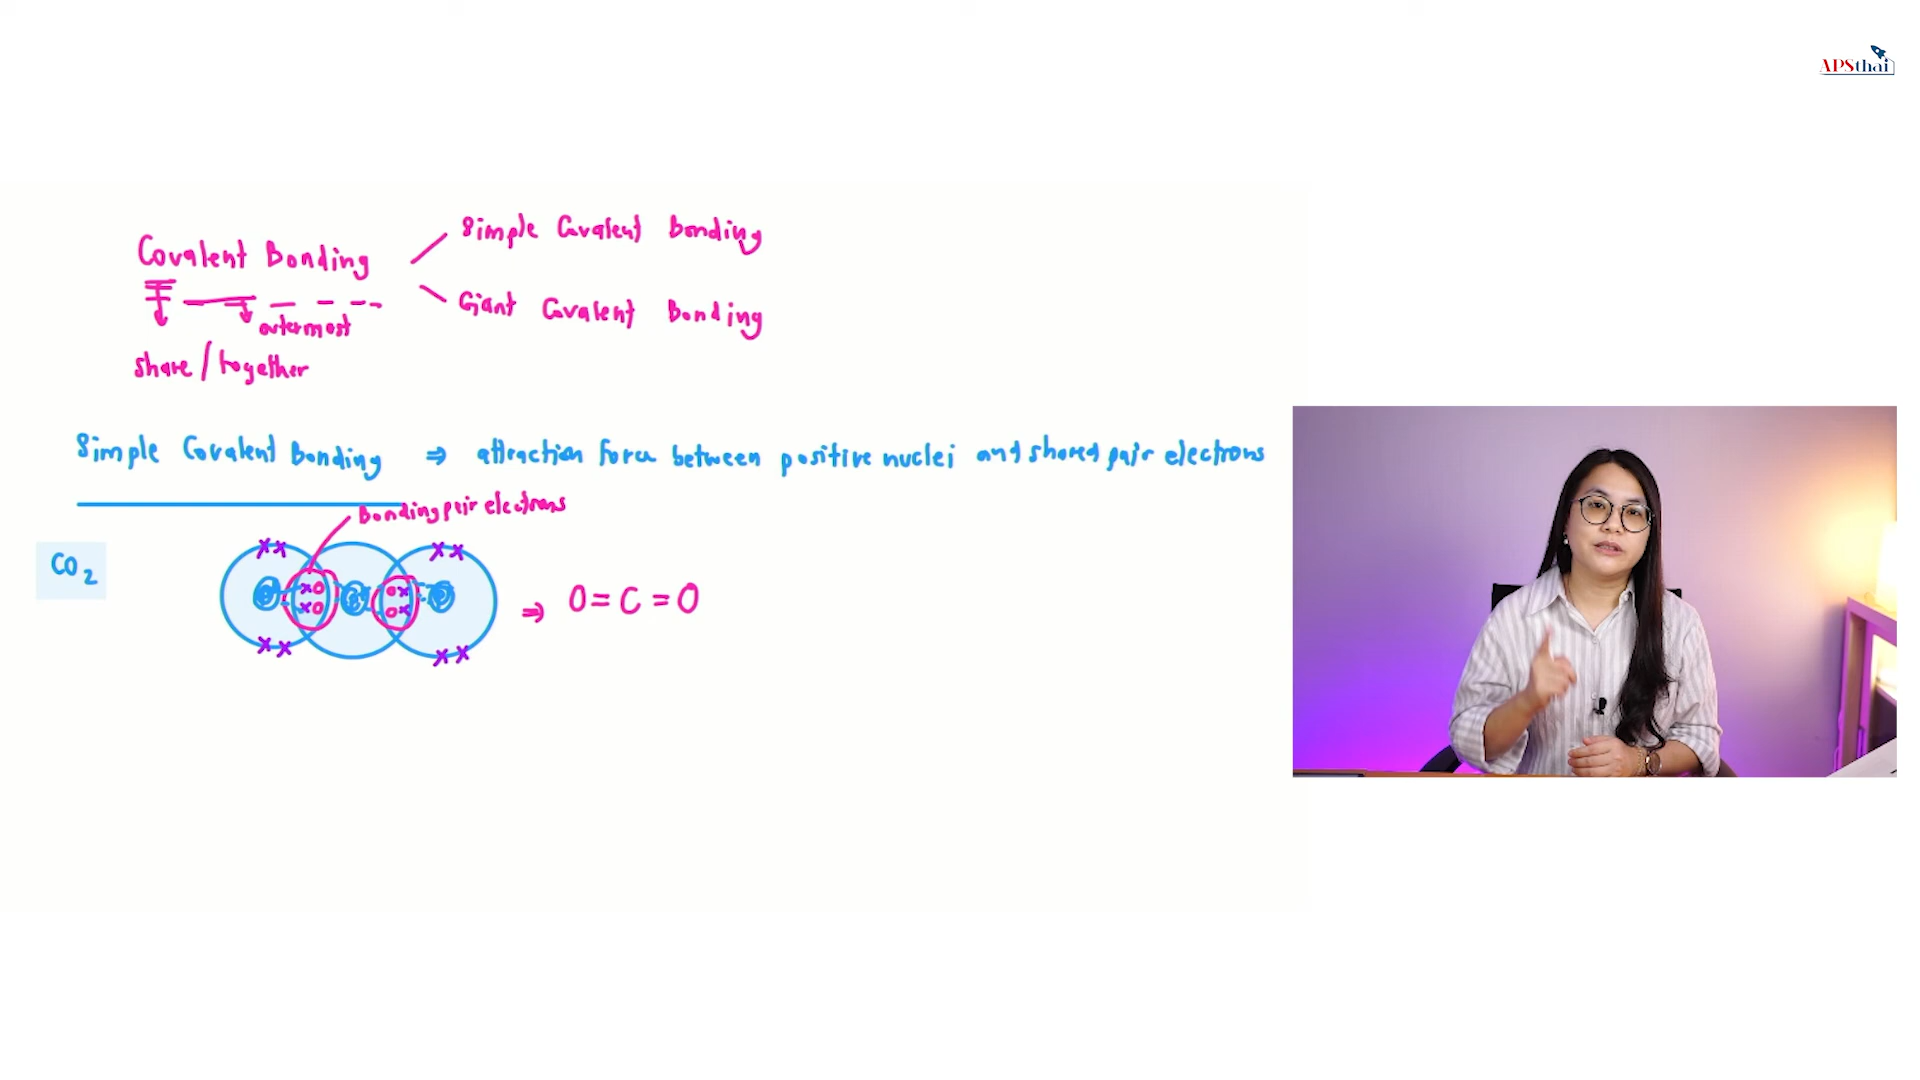 APSthai
Simple Covalent Bonding
Covalent Bonding
Giant Covalent Bonding
outermost
share / together
Simple Covalent Bonding ⇒ attraction force between positive nuclei and shared pair electrons
Bonding pair electrons
CO₂
⇒ O=C=O